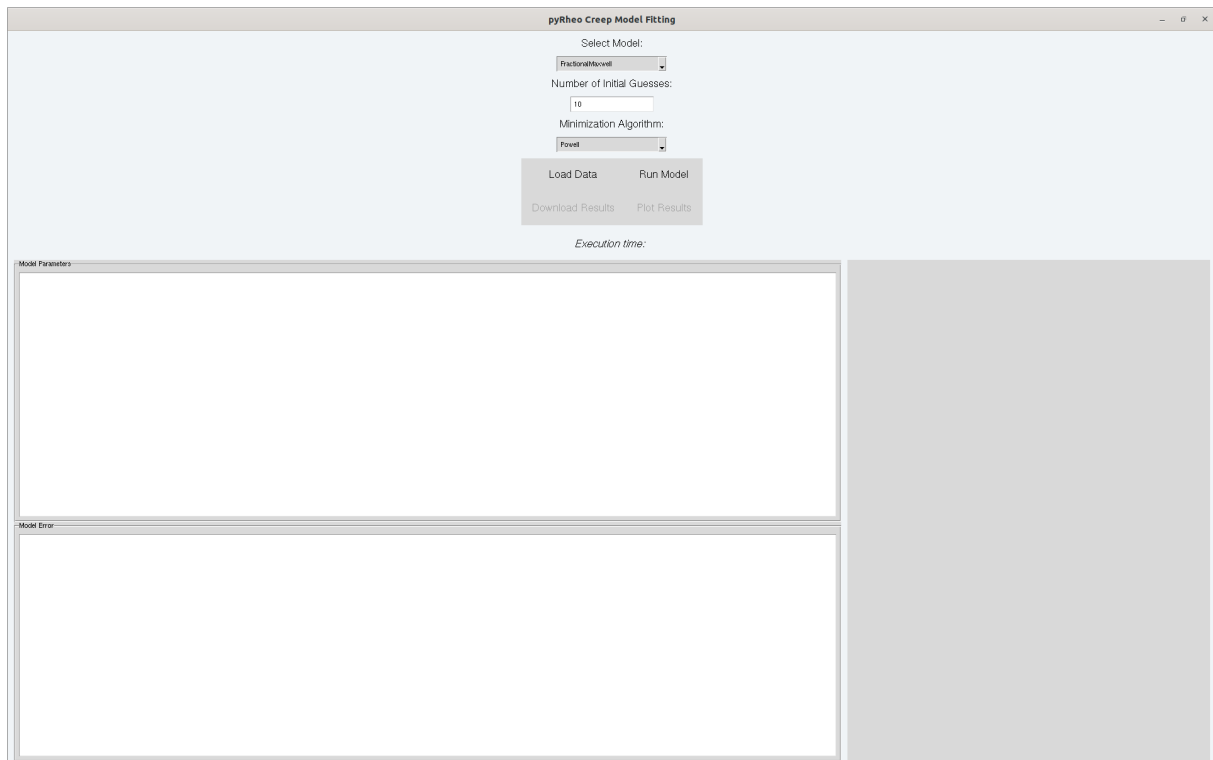 pyRheo Creep Model Fitting
Select Model:
FractionalMaxwell
Number of Initial Guesses:
10
Minimization Algorithm:
Powell
Load Data Run Model
Download Results Plot Results
Execution time:
Model Parameters
Model Error